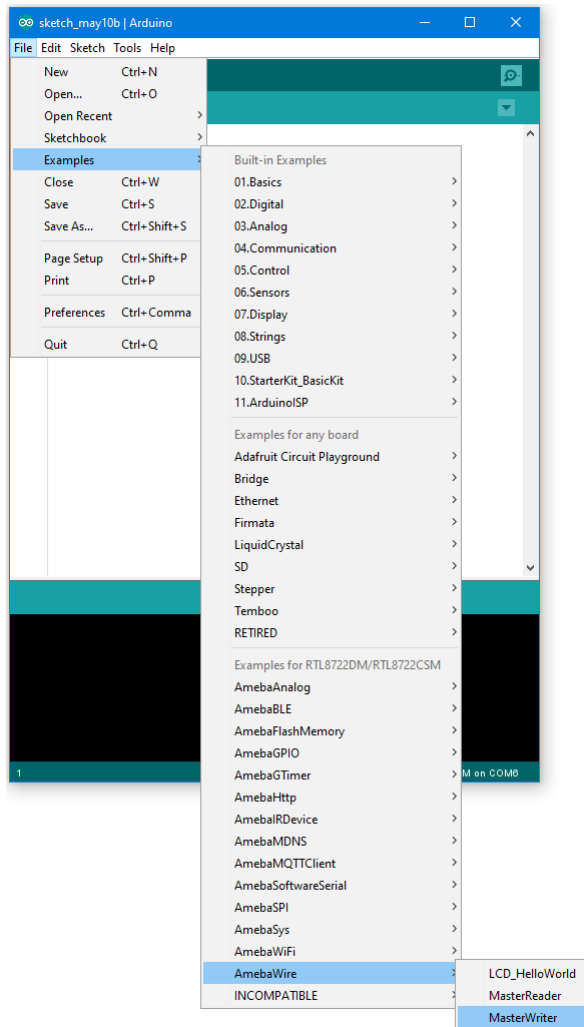 sketch_may10b | Arduino
File Edit Sketch Tools Help
New Ctrl+N
Open... Ctrl+O
Open Recent
Sketchbook
Examples
Close Ctrl+W
Save Ctrl+S
Save As... Ctrl+Shift+S
Page Setup Ctrl+Shift+P
Print Ctrl+P
Preferences Ctrl+Comma
Quit Ctrl+Q
Built-in Examples
01.Basics
02.Digital
03.Analog
04.Communication
05.Control
06.Sensors
07.Display
08.Strings
09.USB
10.StarterKit_BasicKit
11.ArduinoISP
Examples for any board
Adafruit Circuit Playground
Bridge
Ethernet
Firmata
LiquidCrystal
SD
Stepper
Temboo
RETIRED
Examples for RTL8722DM/RTL8722CSM
AmebaAnalog
AmebaBLE
AmebaFlashMemory
AmebaGPIO
AmebaGTimer
AmebaHttp
AmebaIRDevice
AmebaMDNS
AmebaMQTTClient
AmebaSoftwareSerial
AmebaSPI
AmebaSys
AmebaWiFi
AmebaWire
INCOMPATIBLE
LCD_HelloWorld
MasterReader
MasterWriter
1 M on COM6